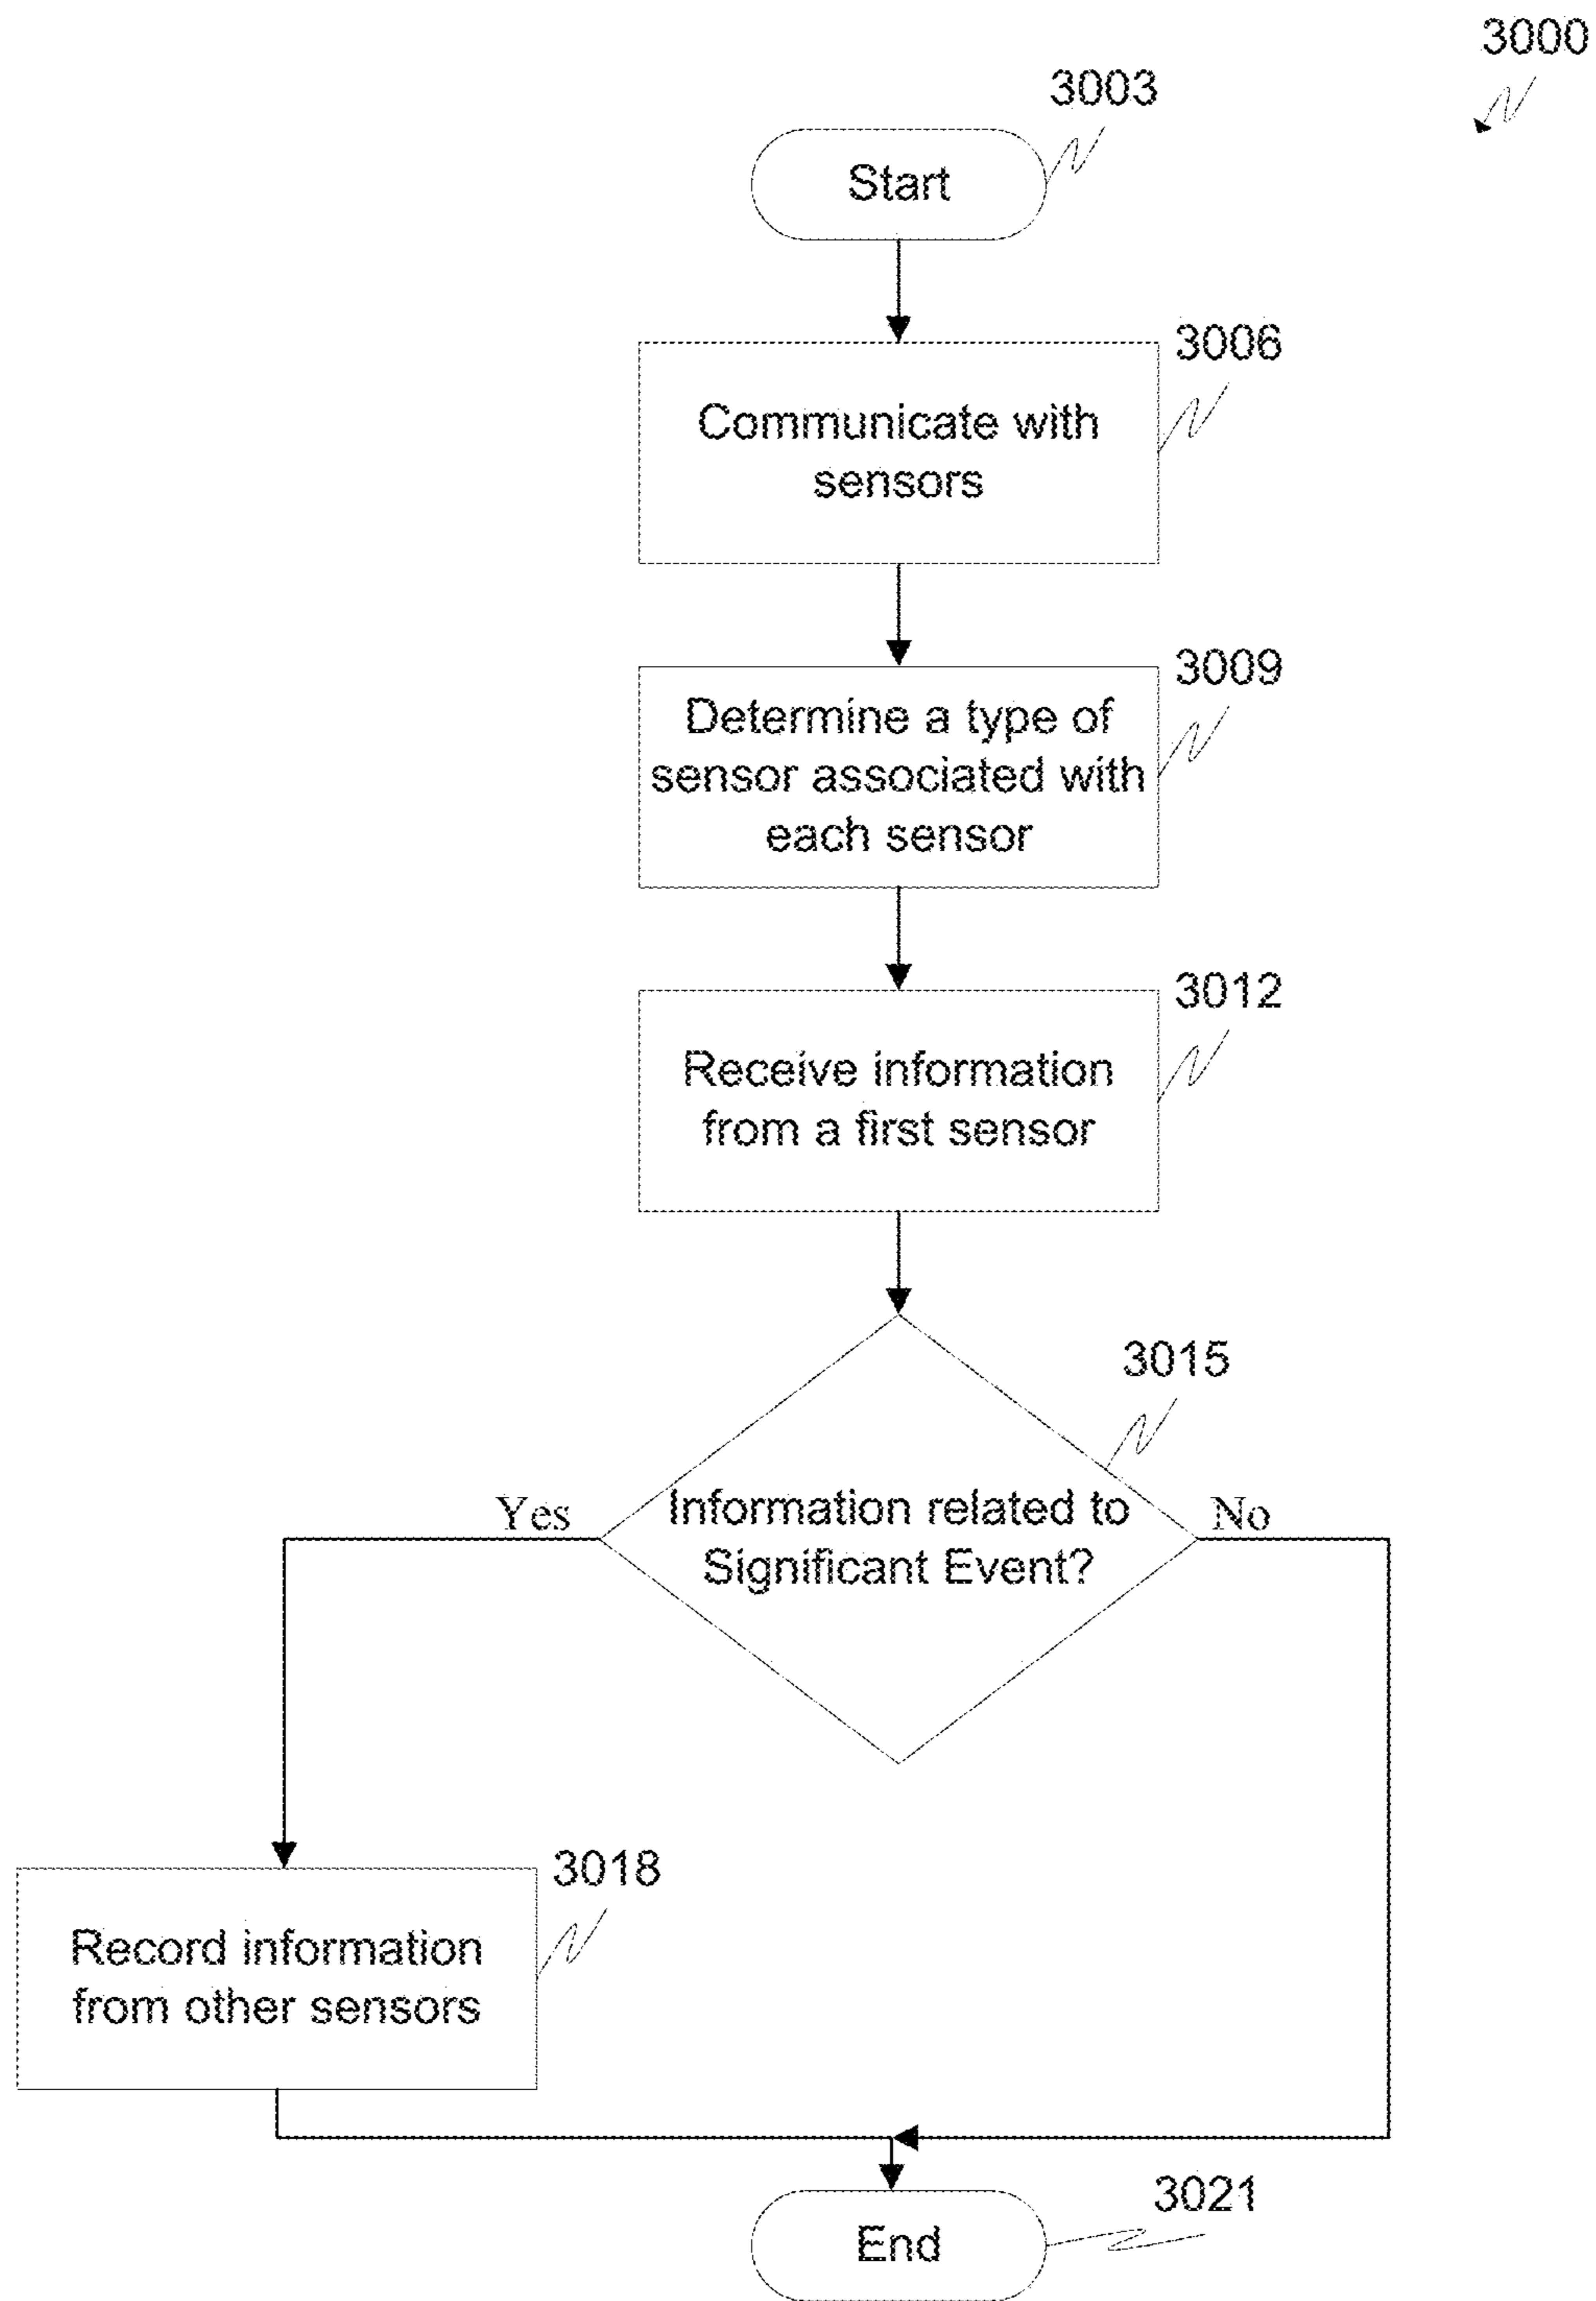 3000
3003
Start
3006
Communicate with
sensors
3009
Determine a type of
sensor associated with
each sensor
3012
Receive information
from a first sensor
3015
Information related to
Significant Event?
Yes
No
3018
Record information
from other sensors
3021
End